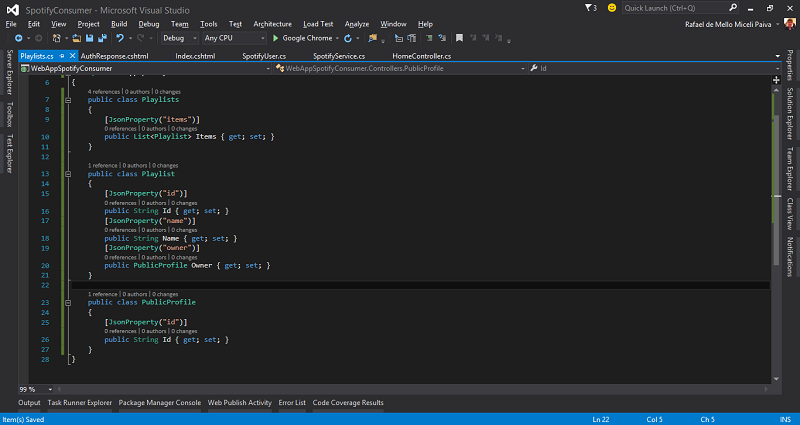 SpotifyConsumer - Microsoft Visual Studio
3
Quick Launch (Ctrl+Q)
File Edit View Project Build Debug Team Tools Test Architecture Load Test Analyze Window Help
Rafael de Mello Miceli Paiva
Debug Any CPU Google Chrome
Playlists.cs AuthResponse.cshtml Index.cshtml SpotifyUser.cs SpotifyService.cs HomeController.cs
WebAppSpotifyConsumer WebAppSpotifyConsumer.Controllers.PublicProfile Id
Server Explorer
Toolbox
Test Explorer
6 {
4 references | 0 authors | 0 changes
7 public class Playlists
8 {
9 [JsonProperty("items")]
0 references | 0 authors | 0 changes
10 public List<Playlist> Items { get; set; }
11 }
12
1 reference | 0 authors | 0 changes
13 public class Playlist
14 {
15 [JsonProperty("id")]
0 references | 0 authors | 0 changes
16 public String Id { get; set; }
17 [JsonProperty("name")]
0 references | 0 authors | 0 changes
18 public String Name { get; set; }
19 [JsonProperty("owner")]
0 references | 0 authors | 0 changes
20 public PublicProfile Owner { get; set; }
21 }
22
1 reference | 0 authors | 0 changes
23 public class PublicProfile
24 {
25 [JsonProperty("id")]
0 references | 0 authors | 0 changes
26 public String Id { get; set; }
27 }
28 }
Properties
Solution Explorer
Team Explorer
Class View
Notifications
99 %
Output Task Runner Explorer Package Manager Console Web Publish Activity Error List Code Coverage Results
Item(s) Saved Ln 22 Col 5 Ch 5 INS